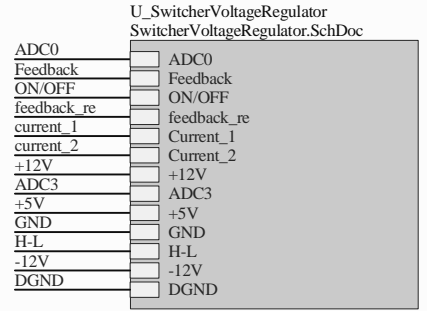 U_SwitcherVoltageRegulator
SwitcherVoltageRegulator.SchDoc
ADC0 ADC0
Feedback Feedback
ON/OFF ON/OFF
feedback_re feedback_re
current_1 Current_1
current_2 Current_2
+12V +12V
ADC3 ADC3
+5V +5V
GND GND
H-L H-L
-12V -12V
DGND DGND